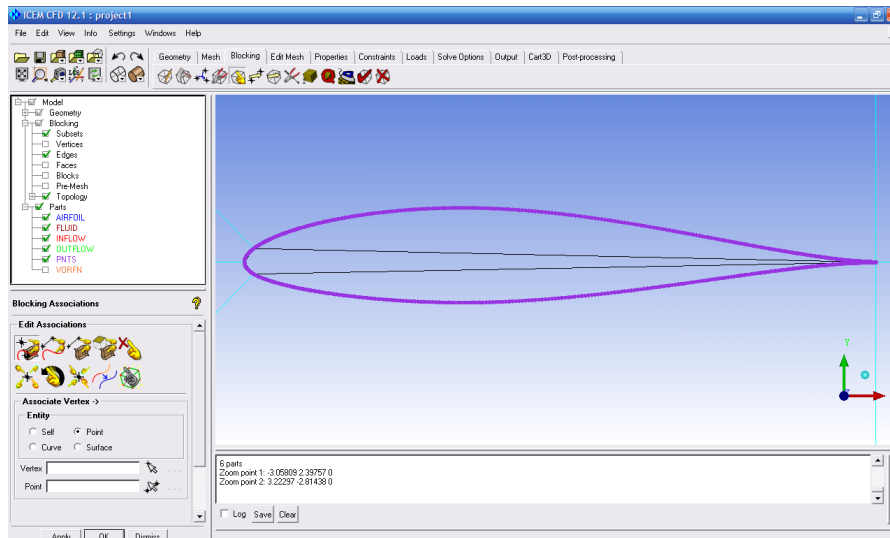 ICEM CFD 12.1 : project1
File Edit View Info Settings Windows Help
Geometry Mesh Blocking Edit Mesh Properties Constraints Loads Solve Options Output Cart3D Post-processing
Model
Geometry
Blocking
Subsets
Vertices
Edges
Faces
Blocks
Pre-Mesh
Topology
Parts
AIRFOIL
FLUID
INFLOW
OUTFLOW
PNTS
VORFN
Blocking Associations
Edit Associations
Associate Vertex ->
Entity
Self Point
Curve Surface
Vertex
Point
Apply OK Dismiss
y
6 parts
Zoom point 1: -3.05809 2.39757 0
Zoom point 2: 3.22297 -2.81438 0
Log Save Clear